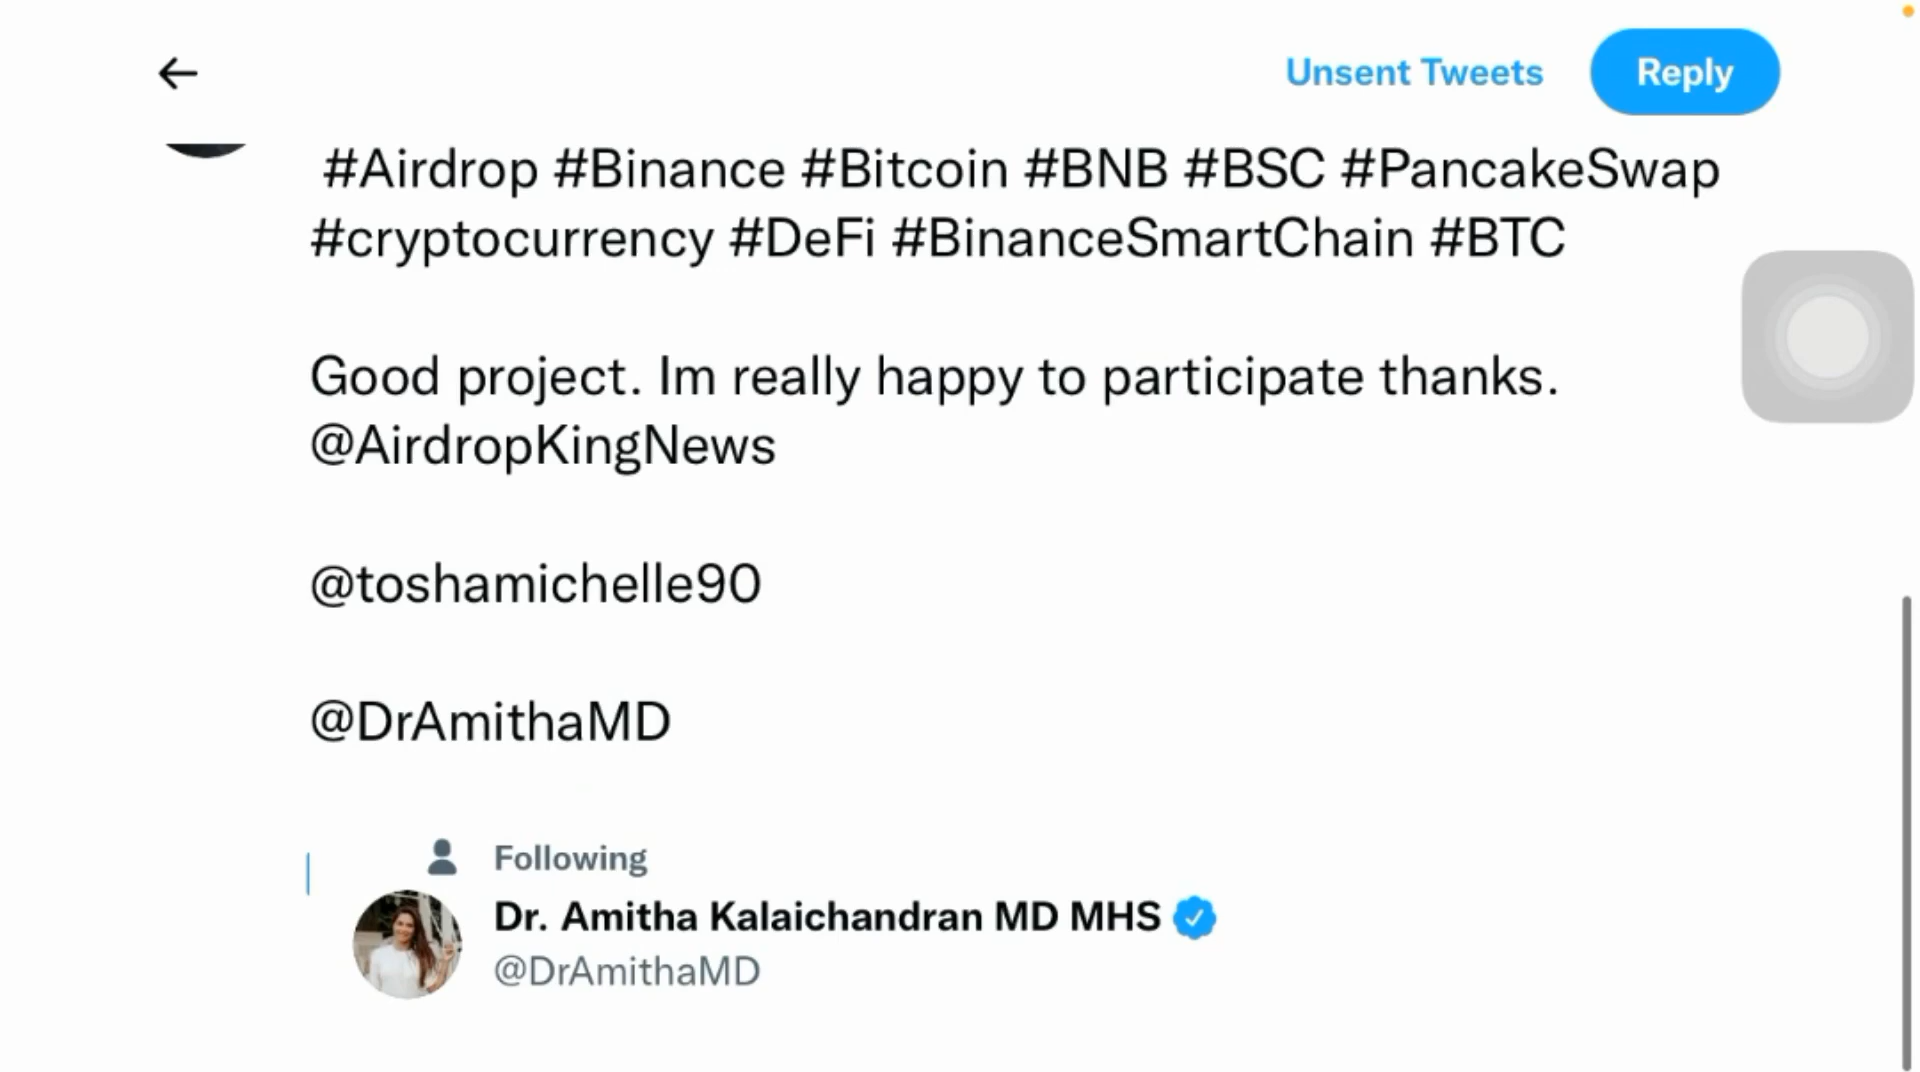 Unsent Tweets Reply
#Airdrop #Binance #Bitcoin #BNB #BSC #PancakeSwap
#cryptocurrency #DeFi #BinanceSmartChain #BTC
Good project. Im really happy to participate thanks.
@AirdropKingNews
@toshamichelle90
@DrAmithaMD
Following
Dr. Amitha Kalaichandran MD MHS
@DrAmithaMD